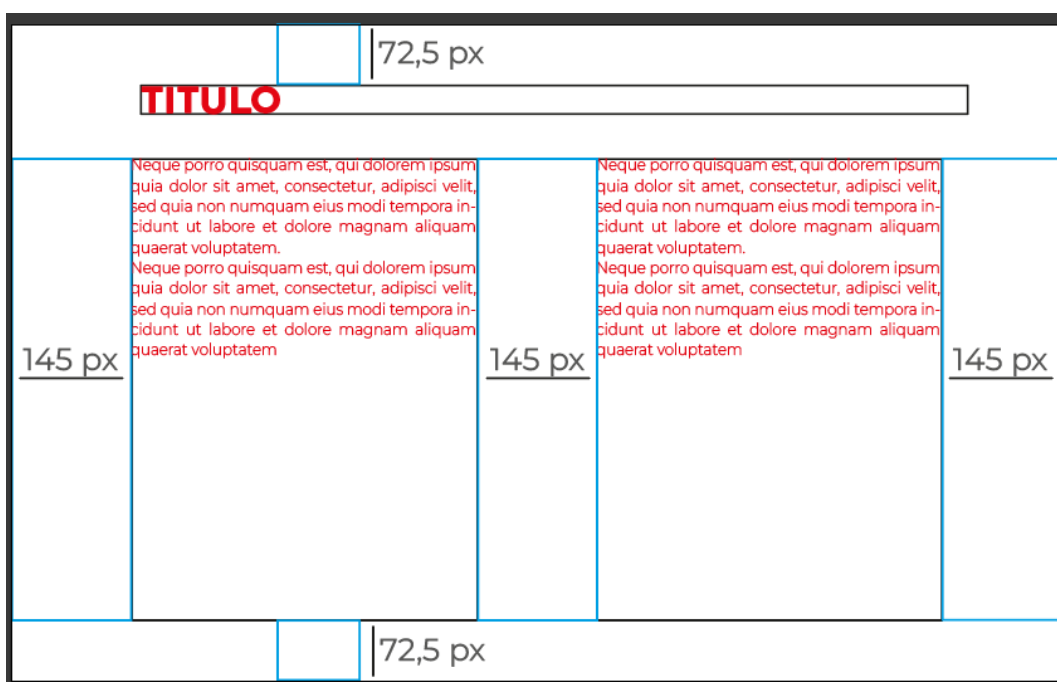 72,5 px
TITULO
Neque porro quisquam est, qui dolorem ipsum
quia dolor sit amet, consectetur, adipisci velit,
sed quia non numquam eius modi tempora in-
cidunt ut labore et dolore magnam aliquam
quaerat voluptatem.
Neque porro quisquam est, qui dolorem ipsum
quia dolor sit amet, consectetur, adipisci velit,
sed quia non numquam eius modi tempora in-
cidunt ut labore et dolore magnam aliquam
quaerat voluptatem
Neque porro quisquam est, qui dolorem ipsum
quia dolor sit amet, consectetur, adipisci velit,
sed quia non numquam eius modi tempora in-
cidunt ut labore et dolore magnam aliquam
quaerat voluptatem.
Neque porro quisquam est, qui dolorem ipsum
quia dolor sit amet, consectetur, adipisci velit,
sed quia non numquam eius modi tempora in-
cidunt ut labore et dolore magnam aliquam
quaerat voluptatem
145 px
145 px
145 px
72,5 px